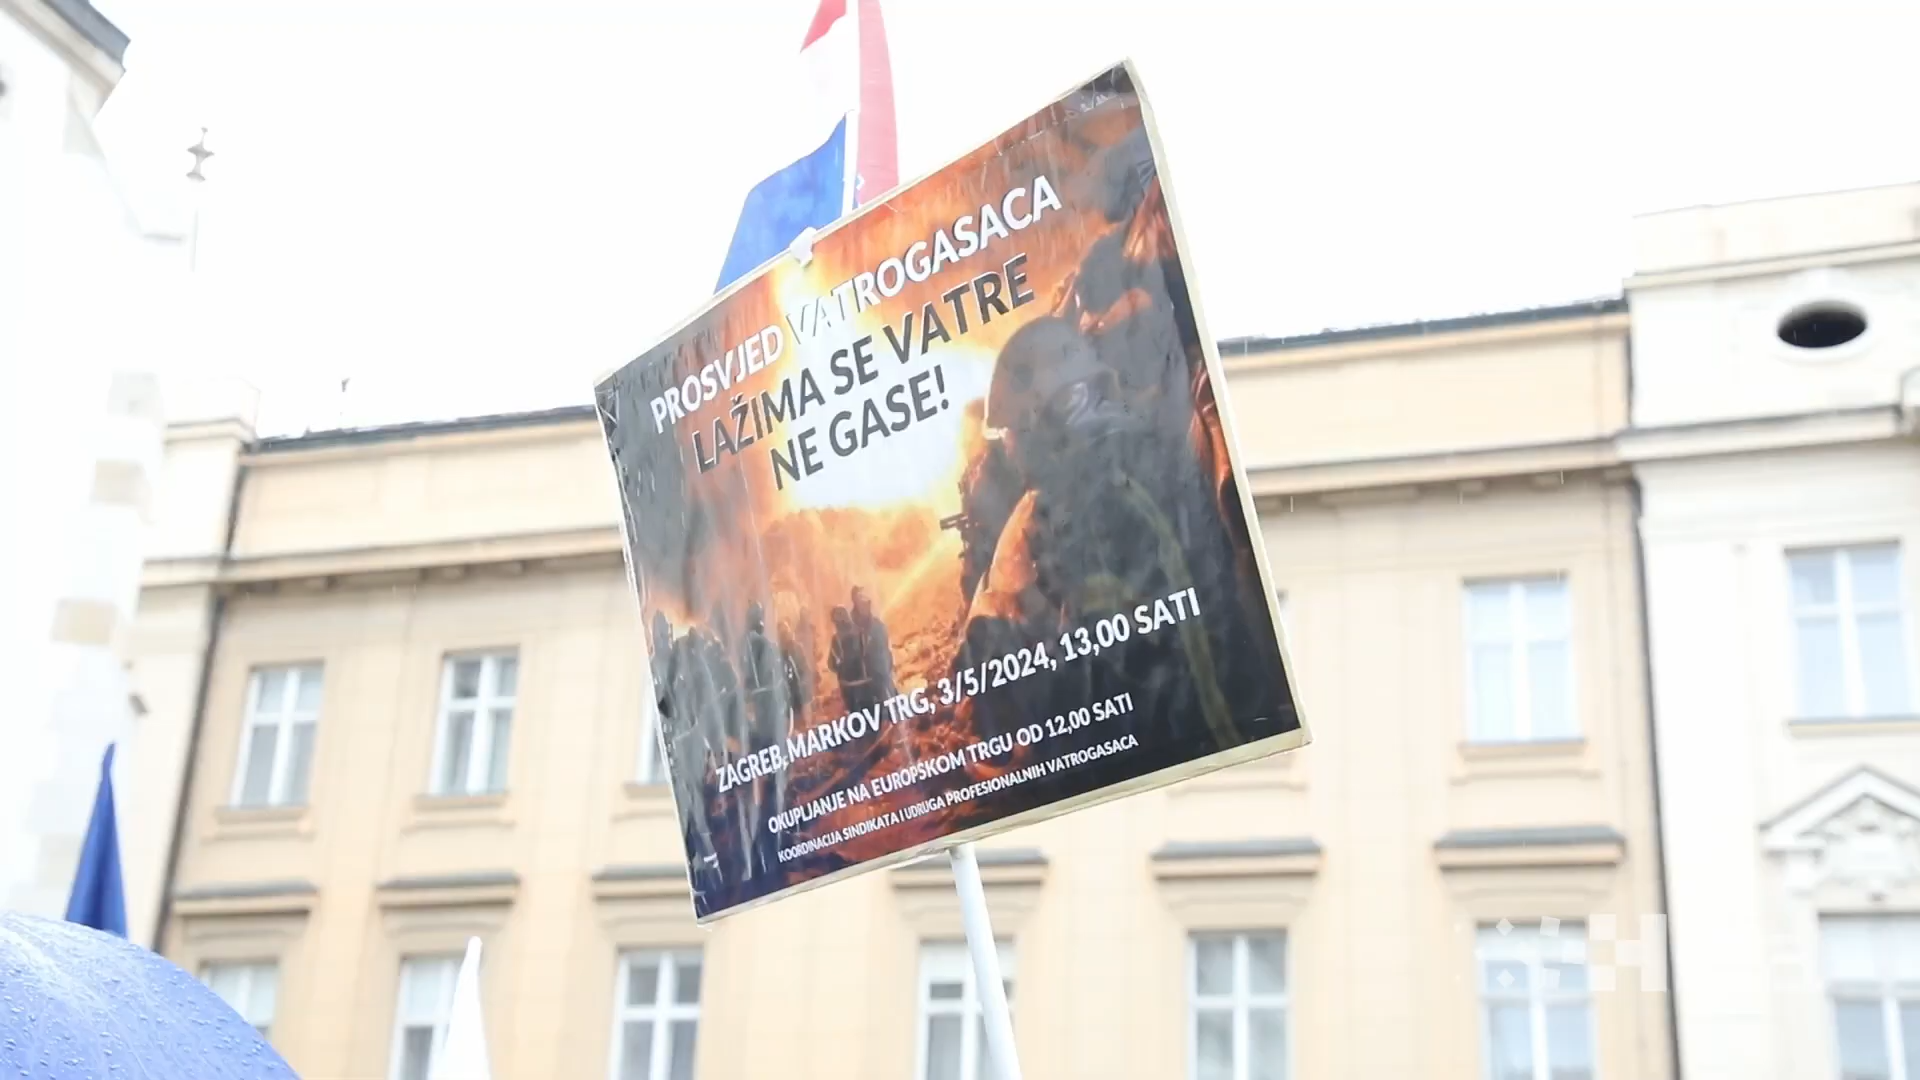 PROSVJED VATROGASACA
LAŽIMA SE VATRE
NE GASE!
ZAGREB, MARKOV TRG, 3/5/2024, 13,00 SATI
OKUPLJANJE NA EUROPSKOM TRGU OD 12,00 SATI
KOORDINACIJA SINDIKATA I UDRUGA PROFESIONALNIH VATROGASACA